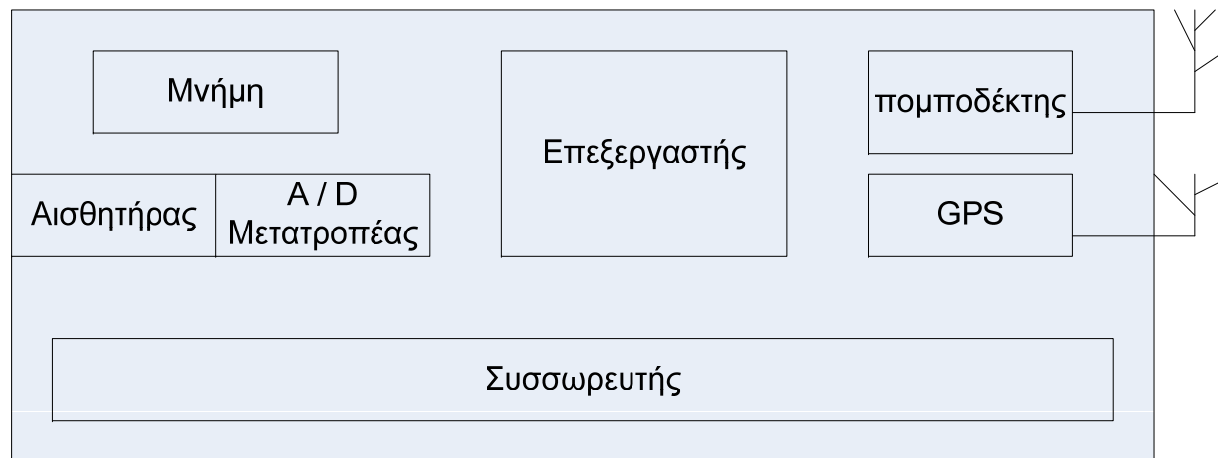 Μνήμη
Επεξεργαστής
πομποδέκτης
Αισθητήρας
A / D
Μετατροπέας
GPS
Συσσωρευτής